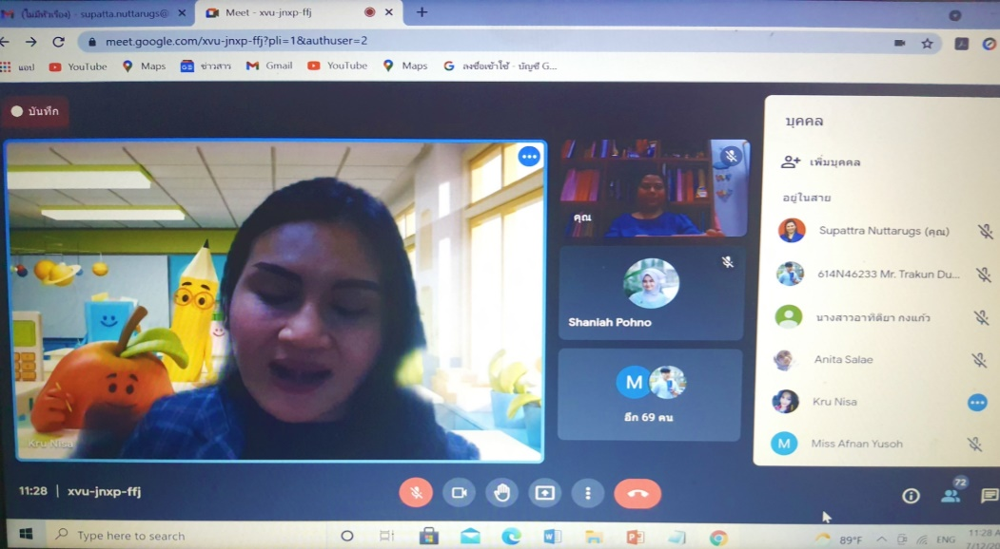 (ไม่มีหัวเรื่อง) - supatta.nuttarugs@
Meet - xvu-jnxp-ffj
meet.google.com/xvu-jnxp-ffj?pli=1&authuser=2
แอป
YouTube
Maps
ข่าวสาร
Gmail
YouTube
Maps
ลงชื่อเข้าใช้ - บัญชี G...
บันทึก
บุคคล
เพิ่มบุคคล
อยู่ในสาย
คุณ
Supattra Nuttarugs (คุณ)
614N46233 Mr. Trakun Du...
Shaniah Pohno
นางสาวอาทิติยา กงแก้ว
Anita Salae
M
อีก 69 คน
Kru Nisa
Kru Nisa
M
Miss Afnan Yusoh
11:28 | xvu-jnxp-ffj
72
Type here to search
89°F
ENG
11:28 A